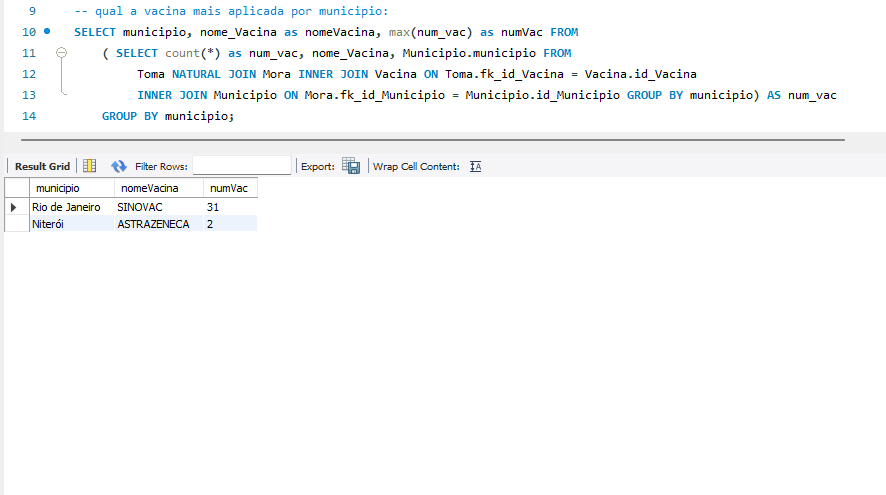 9 -- qual a vacina mais aplicada por municipio:
10 SELECT municipio, nome_Vacina as nomeVacina, max(num_vac) as numVac FROM
11 ( SELECT count(*) as num_vac, nome_Vacina, Municipio.municipio FROM
12 Toma NATURAL JOIN Mora INNER JOIN Vacina ON Toma.fk_id_Vacina = Vacina.id_Vacina
13 INNER JOIN Municipio ON Mora.fk_id_Municipio = Municipio.id_Municipio GROUP BY municipio) AS num_vac
14 GROUP BY municipio;
Result Grid Filter Rows: Export: Wrap Cell Content:
municipio nomeVacina numVac
Rio de Janeiro SINOVAC 31
Niterói ASTRAZENECA 2